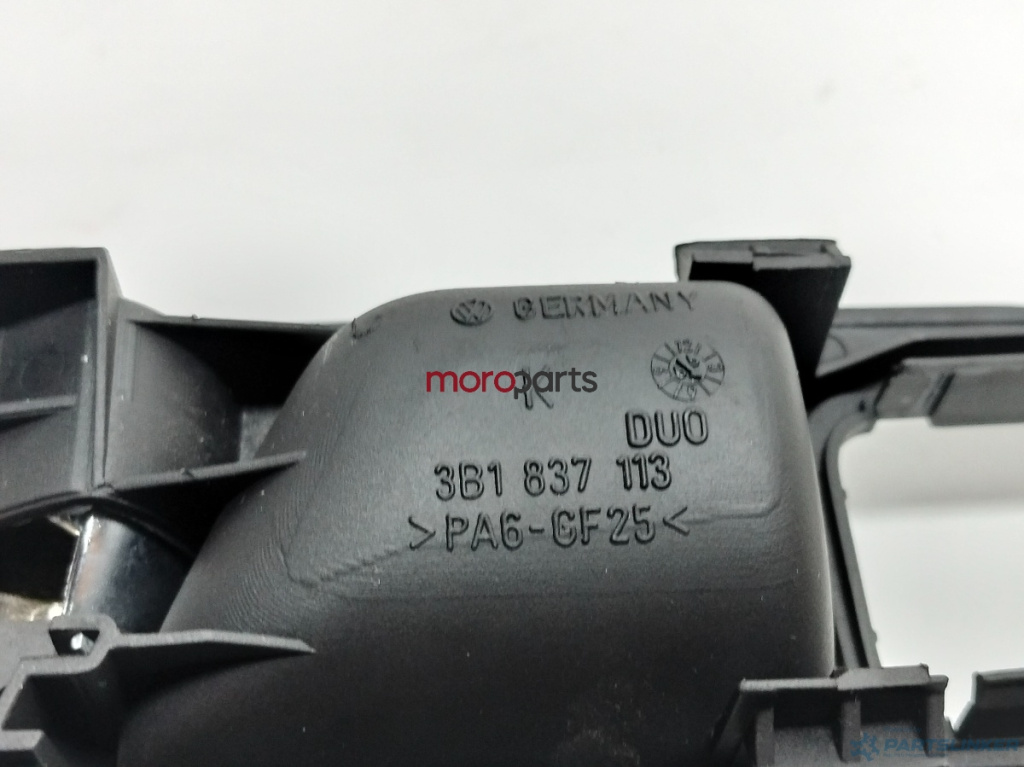 GERMANY
moroparts
K
DUO
3B1 837 113
>PA6-GF25<